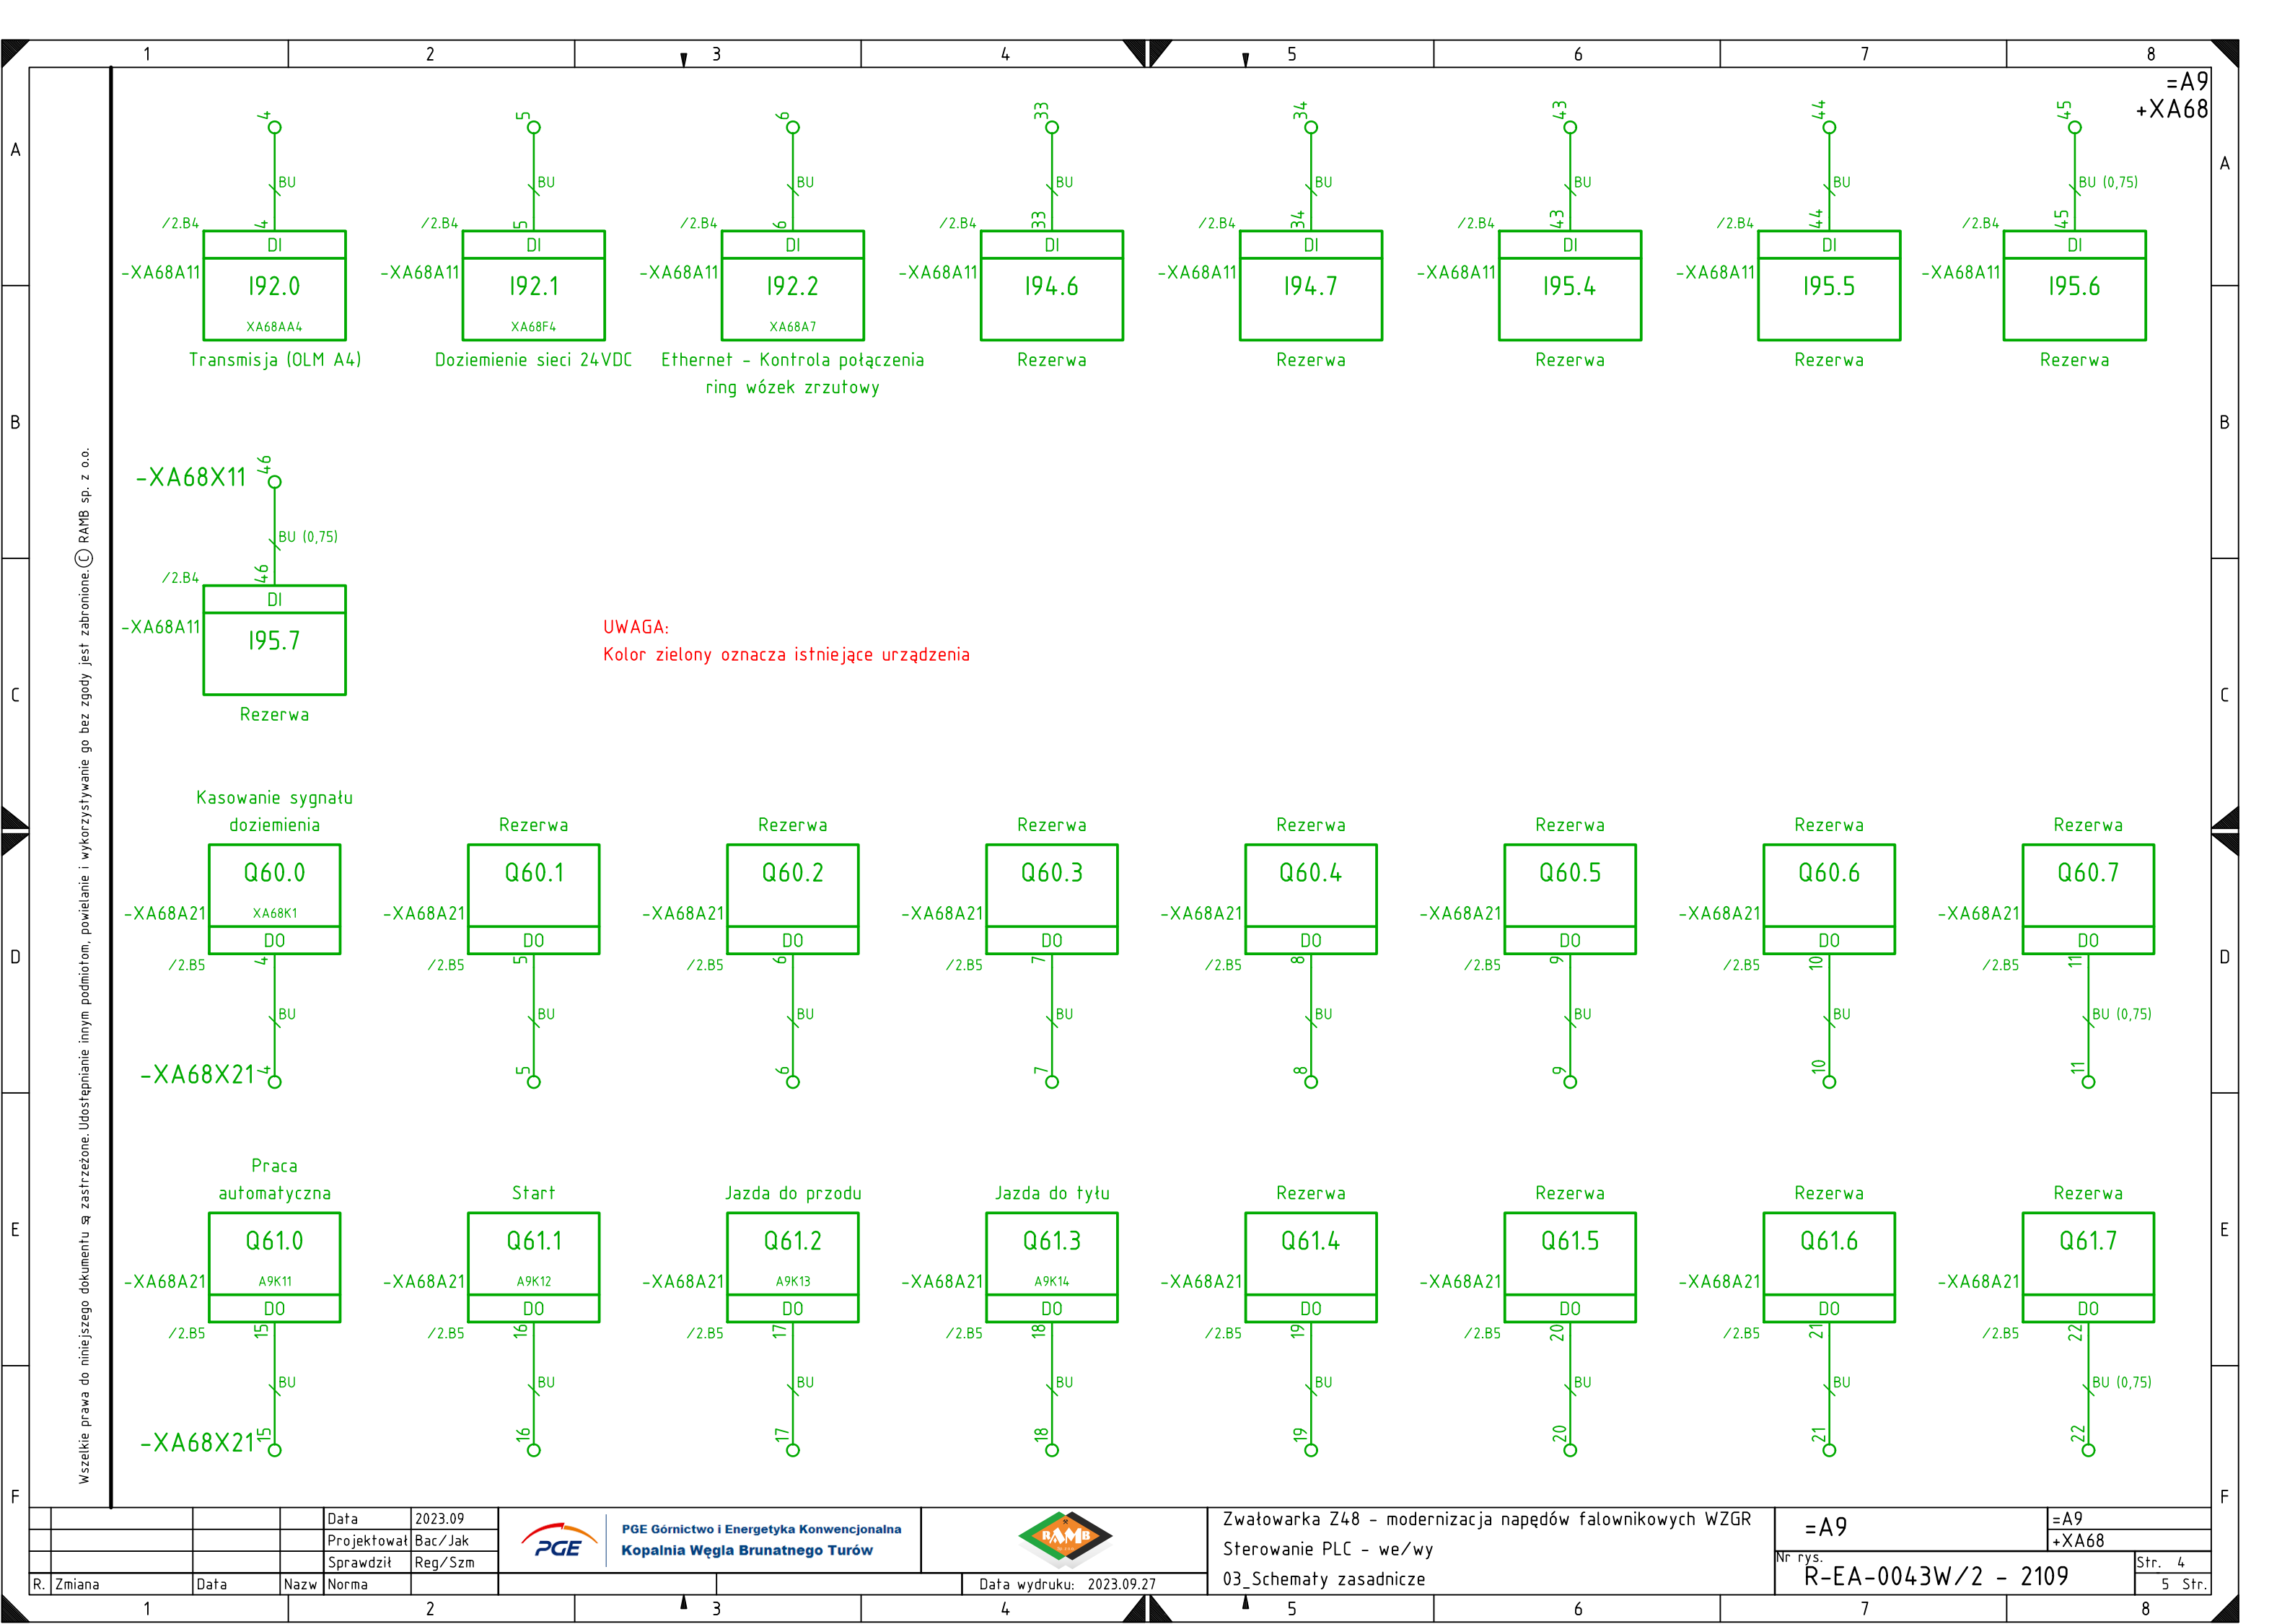 1 2 3 4 5 6 7 8
=A9
+XA68
A A
4 5 6 33 34 43 44 45
BU BU BU BU BU BU BU BU (0,75)
/2.B4 4 /2.B4 5 /2.B4 6 /2.B4 33 /2.B4 34 /2.B4 43 /2.B4 44 /2.B4 45
DI DI DI DI DI DI DI DI
-XA68A11 -XA68A11 -XA68A11 -XA68A11 -XA68A11 -XA68A11 -XA68A11 -XA68A11
I92.0 I92.1 I92.2 I94.6 I94.7 I95.4 I95.5 I95.6
XA68AA4 XA68F4 XA68A7
Transmisja (OLM A4) Doziemienie sieci 24VDC Ethernet - Kontrola połączenia Rezerwa Rezerwa Rezerwa Rezerwa Rezerwa
ring wózek zrzutowy
B B
-XA68X11 46
BU (0,75)
/2.B4 46
DI
-XA68A11
I95.7
Rezerwa
UWAGA:
Kolor zielony oznacza istniejące urządzenia
C C
Wszelkie prawa do niniejszego dokumentu są zastrzeżone. Udostępnianie innym podmiotom, powielanie i wykorzystywanie go bez zgody jest zabronione. © RAMB sp. z o.o.
Kasowanie sygnału
doziemienia Rezerwa Rezerwa Rezerwa Rezerwa Rezerwa Rezerwa Rezerwa
Q60.0 Q60.1 Q60.2 Q60.3 Q60.4 Q60.5 Q60.6 Q60.7
-XA68A21 XA68K1 -XA68A21 -XA68A21 -XA68A21 -XA68A21 -XA68A21 -XA68A21 -XA68A21
DO DO DO DO DO DO DO DO
D D
/2.B5 4 /2.B5 5 /2.B5 6 /2.B5 7 /2.B5 8 /2.B5 9 /2.B5 10 /2.B5 11
BU BU BU BU BU BU BU BU (0,75)
-XA68X21 4 5 6 7 8 9 10 11
Praca
automatyczna Start Jazda do przodu Jazda do tyłu Rezerwa Rezerwa Rezerwa Rezerwa
E E
Q61.0 Q61.1 Q61.2 Q61.3 Q61.4 Q61.5 Q61.6 Q61.7
-XA68A21 A9K11 -XA68A21 A9K12 -XA68A21 A9K13 -XA68A21 A9K14 -XA68A21 -XA68A21 -XA68A21 -XA68A21
DO DO DO DO DO DO DO DO
/2.B5 15 /2.B5 16 /2.B5 17 /2.B5 18 /2.B5 19 /2.B5 20 /2.B5 21 /2.B5 22
BU BU BU BU BU BU BU BU (0,75)
-XA68X21 15 16 17 18 19 20 21 22
F F
Data 2023.09
Projektował Bac/Jak
Sprawdził Reg/Szm
R. Zmiana Data Nazw Norma
PGE
PGE Górnictwo i Energetyka Konwencjonalna
Kopalnia Węgla Brunatnego Turów
RAMB
Data wydruku: 2023.09.27
Zwałowarka Z48 - modernizacja napędów falownikowych WZGR
Sterowanie PLC - we/wy
03_Schematy zasadnicze
=A9
=A9
+XA68
Nr rys.
R-EA-0043W/2 - 2109
Str. 4
5 Str.
1 2 3 4 5 6 7 8